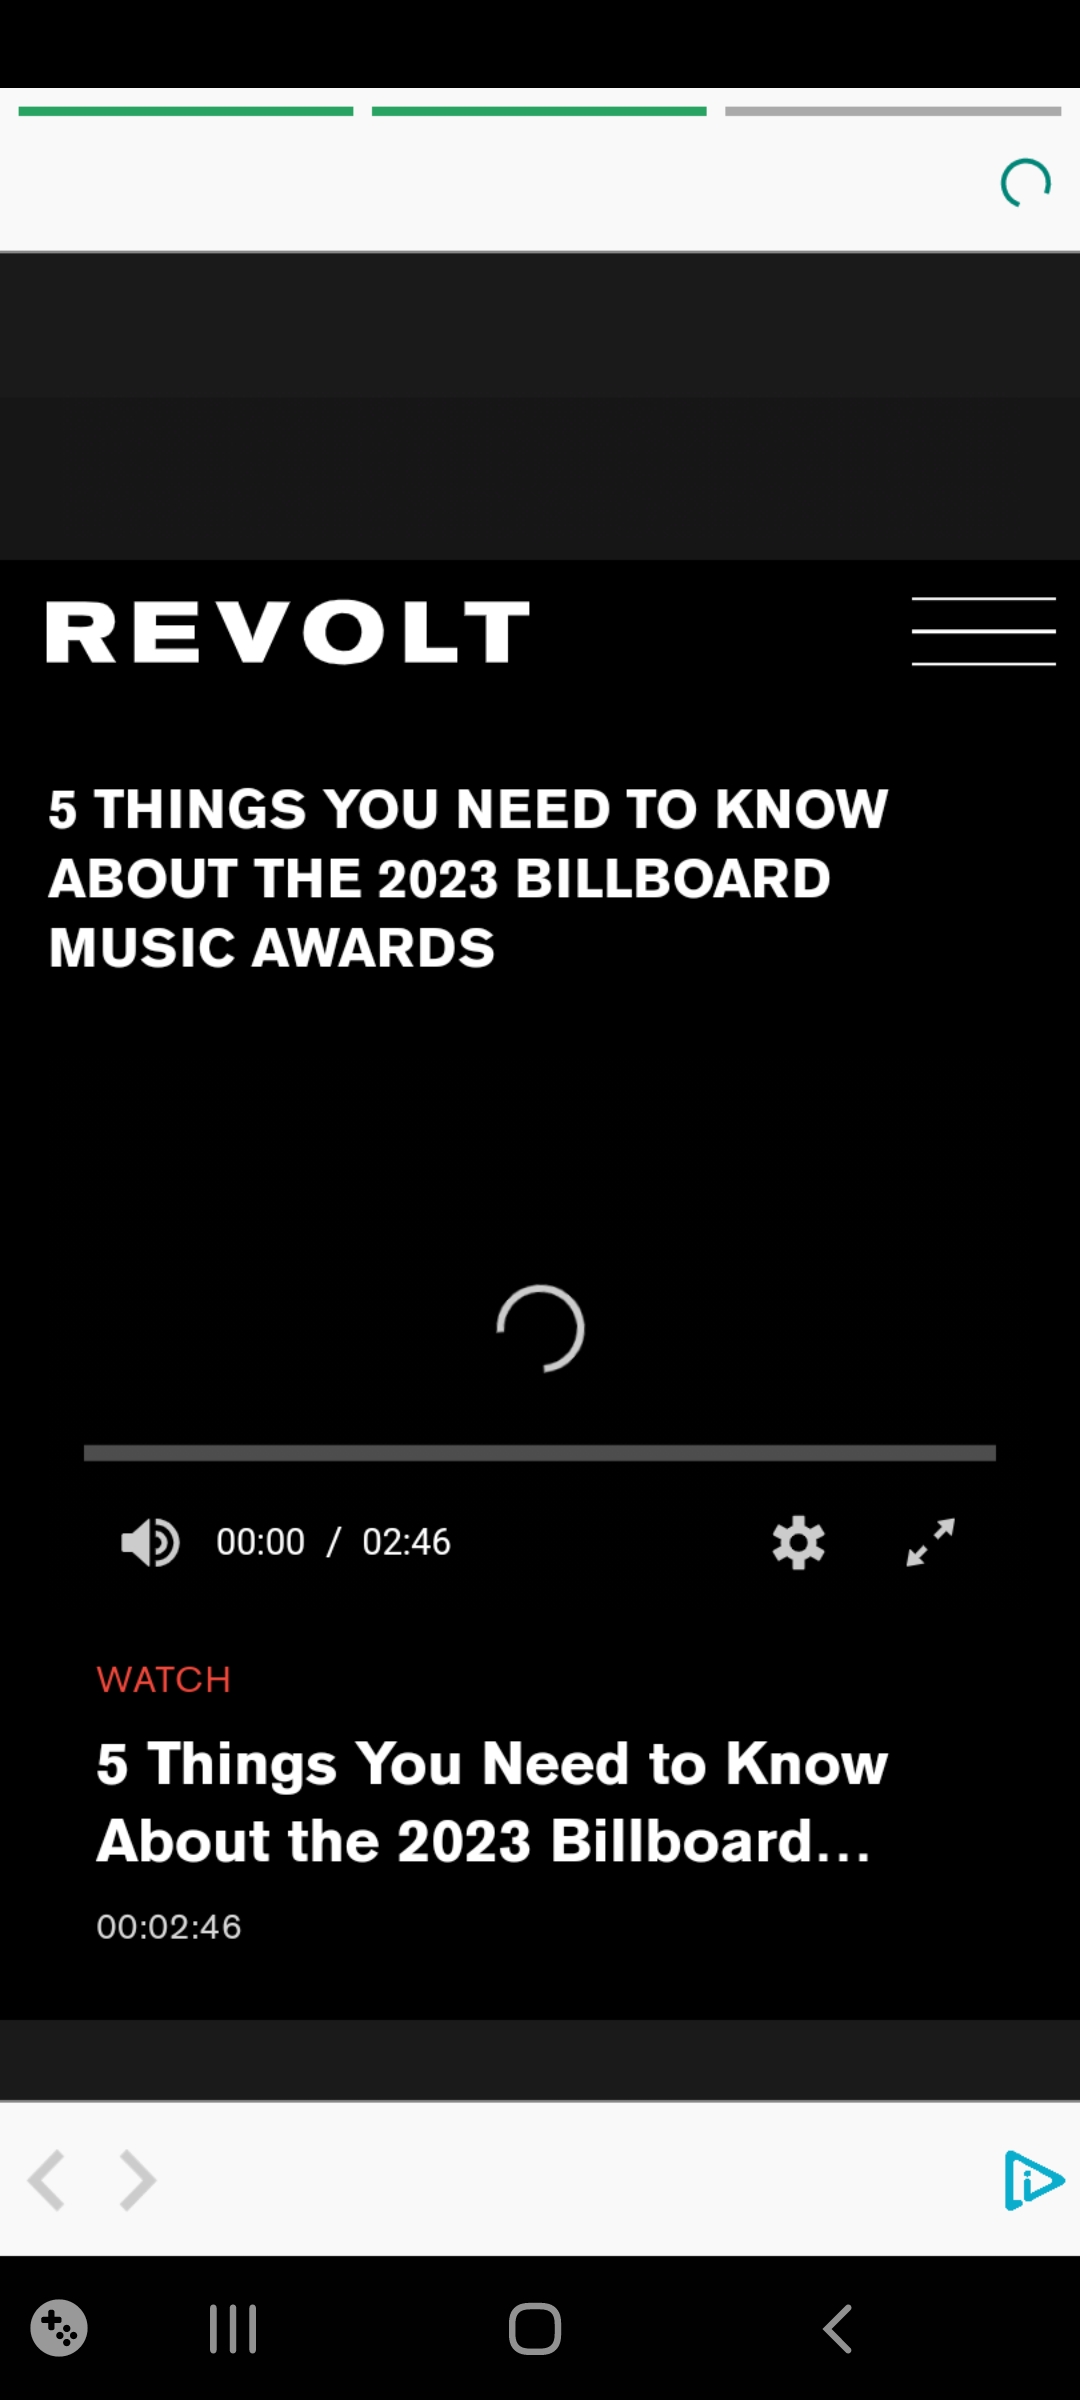 REVOLT
5 THINGS YOU NEED TO KNOW
ABOUT THE 2023 BILLBOARD
MUSIC AWARDS
00:00 / 02:46
WATCH
5 Things You Need to Know
About the 2023 Billboard...
00:02:46